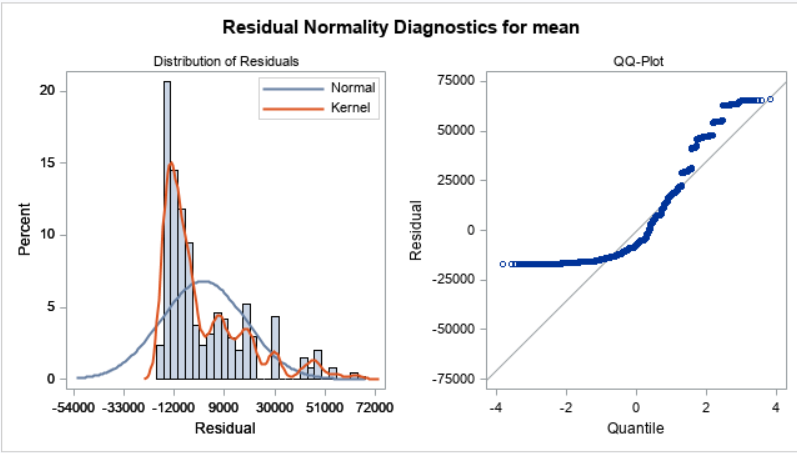 Residual Normality Diagnostics for mean
Distribution of Residuals
QQ-Plot
Normal
Kernel
20
15
10
5
0
Percent
-54000 -33000 -12000 9000 30000 51000 72000
Residual
75000
50000
25000
0
-25000
-50000
-75000
Residual
-4 -2 0 2 4
Quantile